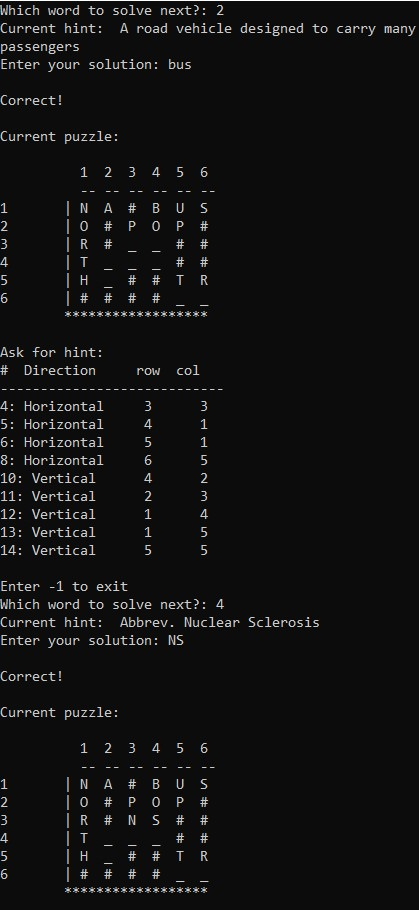 Which word to solve next?: 2
Current hint:  A road vehicle designed to carry many
passengers
Enter your solution: bus

Correct!

Current puzzle:

          1  2  3  4  5  6
          -- -- -- -- -- --
1       | N  A  #  B  U  S
2       | O  #  P  O  P  #
3       | R  #  _  _  #  #
4       | T  _  _  _  #  #
5       | H  _  #  #  T  R
6       | #  #  #  #  _  _
        ******************

Ask for hint:
#  Direction     row  col
----------------------------
4: Horizontal     3      3
5: Horizontal     4      1
6: Horizontal     5      1
8: Horizontal     6      5
10: Vertical      4      2
11: Vertical      2      3
12: Vertical      1      4
13: Vertical      1      5
14: Vertical      5      5

Enter -1 to exit
Which word to solve next?: 4
Current hint:  Abbrev. Nuclear Sclerosis
Enter your solution: NS

Correct!

Current puzzle:

          1  2  3  4  5  6
          -- -- -- -- -- --
1       | N  A  #  B  U  S
2       | O  #  P  O  P  #
3       | R  #  N  S  #  #
4       | T  _  _  _  #  #
5       | H  _  #  #  T  R
6       | #  #  #  #  _  _
        ******************